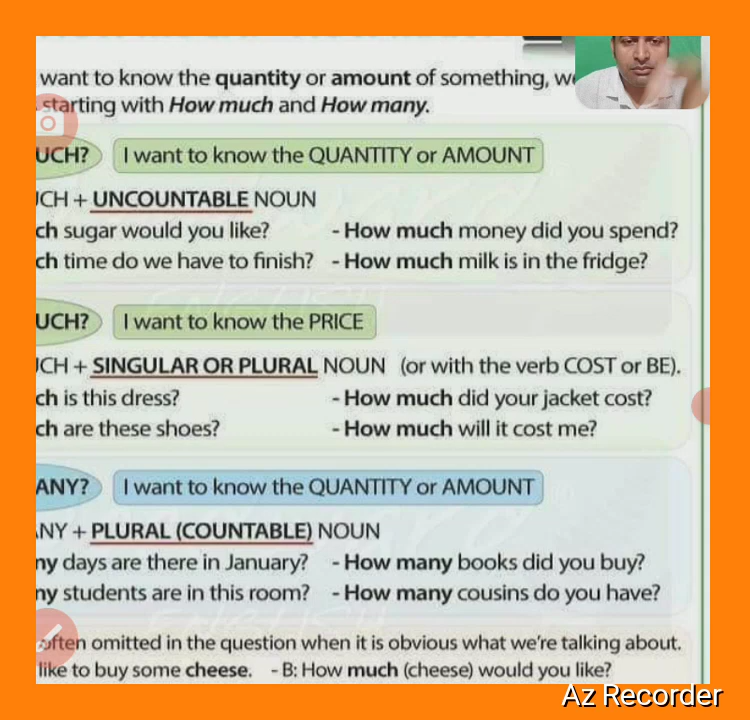 want to know the quantity or amount of something, we
starting with How much and How many.
UCH? I want to know the QUANTITY or AMOUNT
CH + UNCOUNTABLE NOUN
ch sugar would you like? - How much money did you spend?
ch time do we have to finish? - How much milk is in the fridge?
UCH? I want to know the PRICE
CH + SINGULAR OR PLURAL NOUN (or with the verb COST or BE).
ch is this dress? - How much did your jacket cost?
ch are these shoes? - How much will it cost me?
ANY? I want to know the QUANTITY or AMOUNT
NY + PLURAL (COUNTABLE) NOUN
ny days are there in January? - How many books did you buy?
ny students are in this room? - How many cousins do you have?
often omitted in the question when it is obvious what we're talking about.
like to buy some cheese. - B: How much (cheese) would you like?
Az Recorder